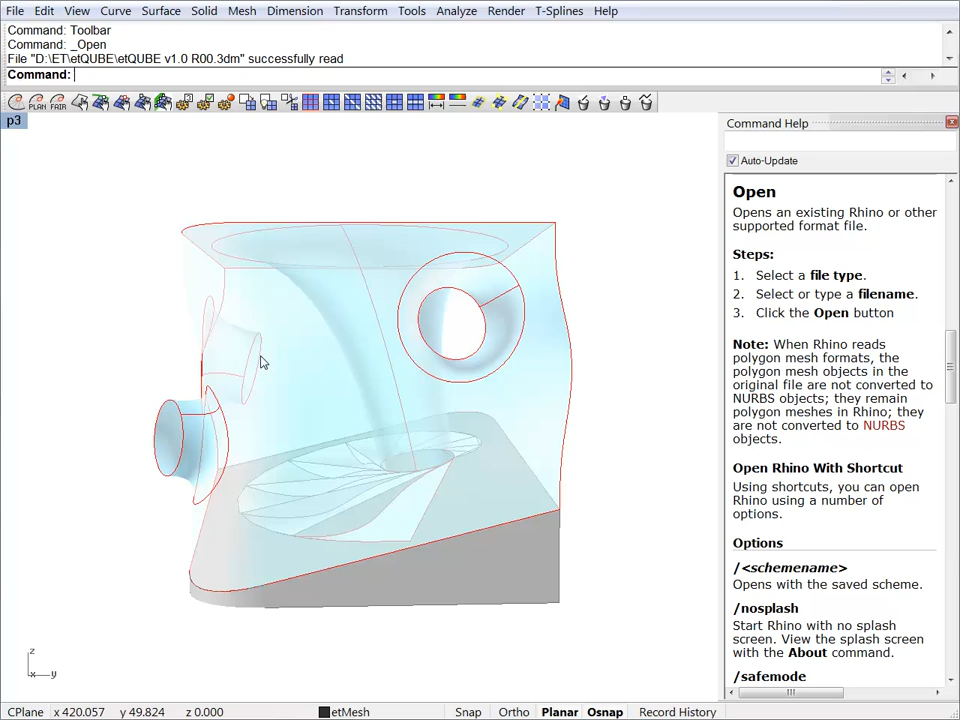 File Edit View Curve Surface Solid Mesh Dimension Transform Tools Analyze Render T-Splines Help
Command: Toolbar
Command: _Open
File "D:\ET\etQUBE\etQUBE v1.0 R00.3dm" successfully read
Command:
PLAN FAIR
p3
Command Help
Auto-Update
Open
Opens an existing Rhino or other
supported format file.
Steps:
1. Select a file type.
2. Select or type a filename.
3. Click the Open button
Note: When Rhino reads
polygon mesh formats, the
polygon mesh objects in the
original file are not converted to
NURBS objects; they remain
polygon meshes in Rhino; they
are not converted to NURBS
objects.
Open Rhino With Shortcut
Using shortcuts, you can open
Rhino using a number of
options.
Options
/<schemename>
Opens with the saved scheme.
/nosplash
Start Rhino with no splash
screen. View the splash screen
with the About command.
/safemode
z
x y
CPlane x 420.057 y 49.824 z 0.000 etMesh Snap Ortho Planar Osnap Record History